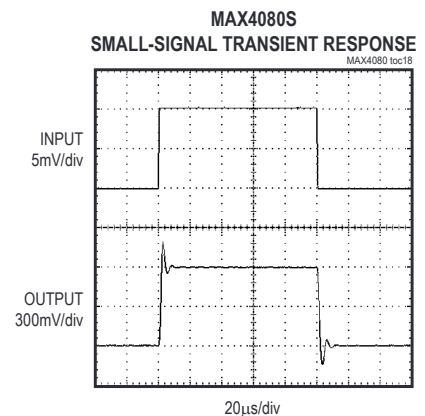 MAX4080S
SMALL-SIGNAL TRANSIENT RESPONSE
MAX4080 toc18
INPUT
5mV/div
OUTPUT
300mV/div
20µs/div